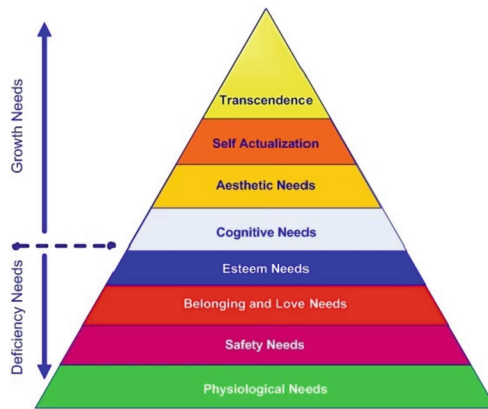 Growth Needs
Deficiency Needs
Transcendence
Self Actualization
Aesthetic Needs
Cognitive Needs
Esteem Needs
Belonging and Love Needs
Safety Needs
Physiological Needs